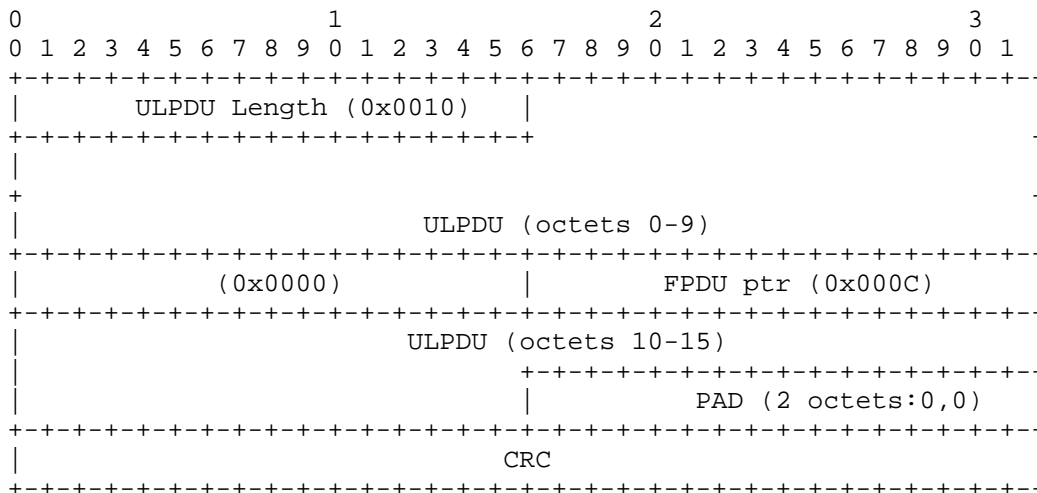 0                   1                   2                   3
0 1 2 3 4 5 6 7 8 9 0 1 2 3 4 5 6 7 8 9 0 1 2 3 4 5 6 7 8 9 0 1
+-+-+-+-+-+-+-+-+-+-+-+-+-+-+-+-+-+-+-+-+-+-+-+-+-+-+-+-+-+-+-+-+-
|       ULPDU Length (0x0010)   |
+-+-+-+-+-+-+-+-+-+-+-+-+-+-+-+-+                               -
|
+                                                               -
|                         ULPDU (octets 0-9)
+-+-+-+-+-+-+-+-+-+-+-+-+-+-+-+-+-+-+-+-+-+-+-+-+-+-+-+-+-+-+-+--
|            (0x0000)           |        FPDU ptr (0x000C)
+-+-+-+-+-+-+-+-+-+-+-+-+-+-+-+-+-+-+-+-+-+-+-+-+-+-+-+-+-+-+-+--
|                        ULPDU (octets 10-15)
|                               +-+-+-+-+-+-+-+-+-+-+-+-+-+-+-+--
|                               |          PAD (2 octets:0,0)
+-+-+-+-+-+-+-+-+-+-+-+-+-+-+-+-+-+-+-+-+-+-+-+-+-+-+-+-+-+-+-+--
|                              CRC
+-+-+-+-+-+-+-+-+-+-+-+-+-+-+-+-+-+-+-+-+-+-+-+-+-+-+-+-+-+-+-+--